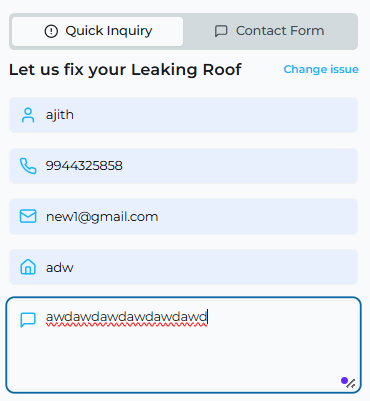 Quick Inquiry
Contact Form
Let us fix your Leaking Roof
Change issue
ajith
9944325858
new1@gmail.com
adw
awdawdawdawdawdawd